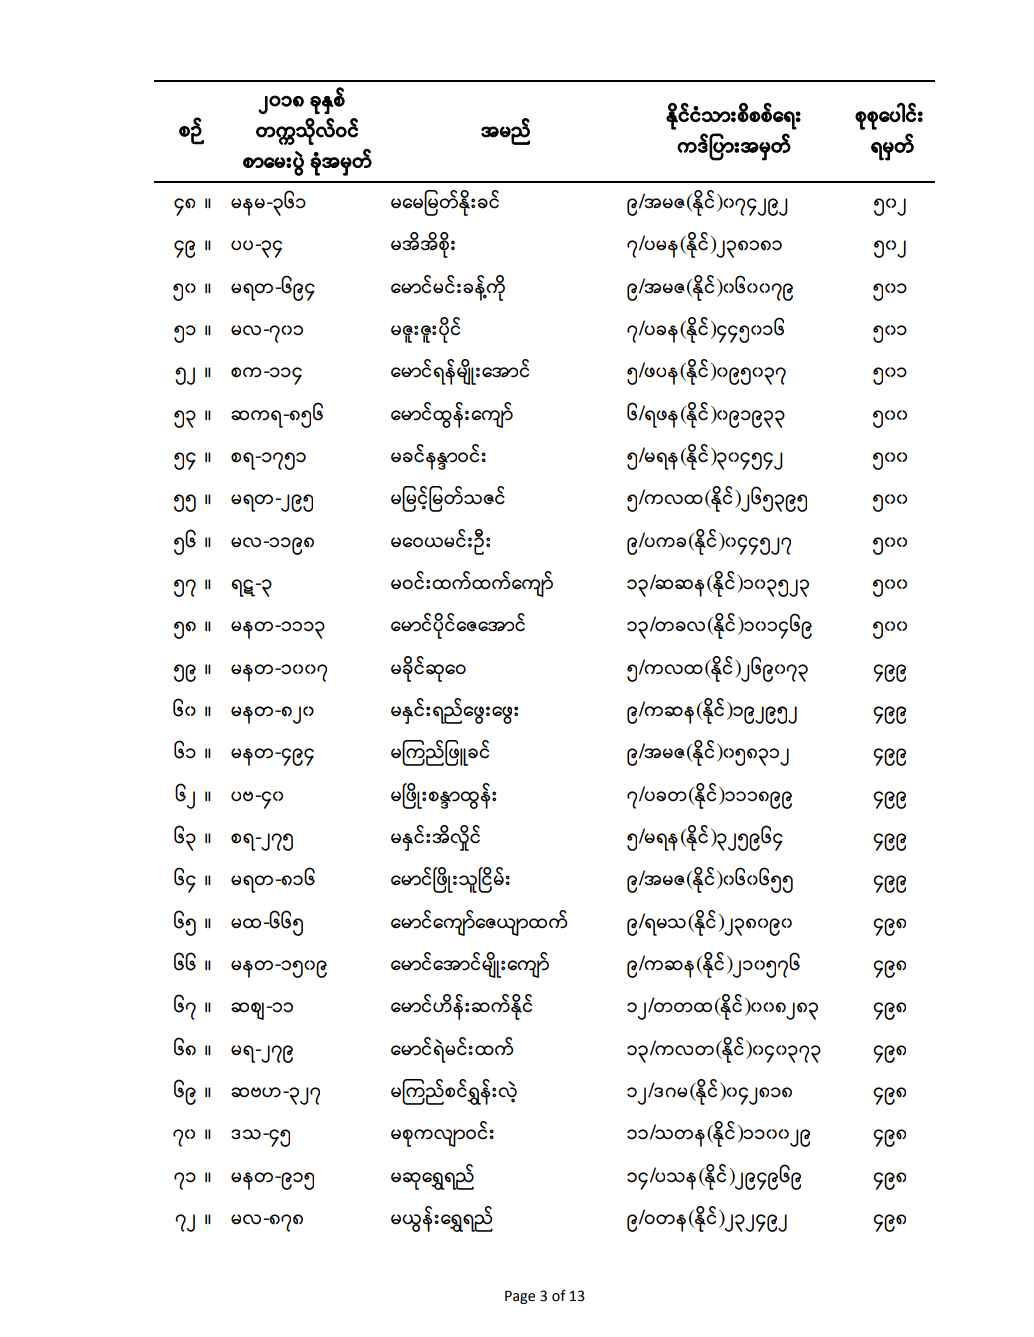 စဉ် ၂၀၁၈ ခုနှစ် တက္ကသိုလ်ဝင် စာမေးပွဲ ခုံအမှတ် အမည် နိုင်ငံသားစိစစ်ရေး ကဒ်ပြားအမှတ် စုစုပေါင်း ရမှတ်
၄၈ ။ မနမ-၃၆၁ မမေမြတ်နိုးခင် ၉/အမဇ(နိုင်)၀၇၄၂၉၂ ၅၀၂
၄၉ ။ ပပ-၃၄ မအိအိစိုး ၇/ပမန(နိုင်)၂၃၈၁၈၁ ၅၀၂
၅၀ ။ မရတ-၆၉၄ မောင်မင်းခန့်ကို ၉/အမဇ(နိုင်)၀၆၀၀၇၉ ၅၀၁
၅၁ ။ မလ-၇၀၁ မဇူးဇူးပိုင် ၇/ပခန(နိုင်)၄၄၅၀၁၆ ၅၀၁
၅၂ ။ စက-၁၁၄ မောင်ရန်မျိုးအောင် ၅/ဖပန(နိုင်)၀၉၅၀၃၇ ၅၀၁
၅၃ ။ ဆကရ-၈၅၆ မောင်ထွန်းကျော် ၆/ရဖန(နိုင်)၀၉၁၉၃၃ ၅၀၀
၅၄ ။ စရ-၁၇၅၁ မခင်နန္ဒာဝင်း ၅/မရန(နိုင်)၃၀၄၅၄၂ ၅၀၀
၅၅ ။ မရတ-၂၉၅ မမြင့်မြတ်သဇင် ၅/ကလထ(နိုင်)၂၆၅၃၉၅ ၅၀၀
၅၆ ။ မလ-၁၁၉၈ မဝေယမင်းဦး ၉/ပကခ(နိုင်)၀၄၄၅၂၇ ၅၀၀
၅၇ ။ ရဋ္ဌ-၃ မဝင်းထက်ထက်ကျော် ၁၃/ဆဆန(နိုင်)၁၀၃၅၂၃ ၅၀၀
၅၈ ။ မနတ-၁၁၁၃ မောင်ပိုင်ဇေအောင် ၁၃/တခလ(နိုင်)၁၀၁၄၆၉ ၅၀၀
၅၉ ။ မနတ-၁၀၀၇ မခိုင်ဆုဝေ ၅/ကလထ(နိုင်)၂၆၉၀၇၃ ၄၉၉
၆၀ ။ မနတ-၈၂၀ မနှင်းရည်ဖွေးဖွေး ၉/ကဆန(နိုင်)၁၉၂၉၅၂ ၄၉၉
၆၁ ။ မနတ-၄၉၄ မကြည်ဖြူခင် ၉/အမဇ(နိုင်)၀၅၈၃၁၂ ၄၉၉
၆၂ ။ ပဗ-၄၀ မဖြိုးစန္ဒာထွန်း ၇/ပခတ(နိုင်)၁၁၁၈၉၉ ၄၉၉
၆၃ ။ စရ-၂၇၅ မနှင်းအိလှိုင် ၅/မရန(နိုင်)၃၂၅၉၆၄ ၄၉၉
၆၄ ။ မရတ-၈၁၆ မောင်ဖြိုးသူငြိမ်း ၉/အမဇ(နိုင်)၀၆၀၆၅၅ ၄၉၉
၆၅ ။ မထ-၆၆၅ မောင်ကျော်ဇေယျာထက် ၉/ရမသ(နိုင်)၂၃၈၀၉၀ ၄၉၈
၆၆ ။ မနတ-၁၅၀၉ မောင်အောင်မျိုးကျော် ၉/ကဆန(နိုင်)၂၁၀၅၇၆ ၄၉၈
၆၇ ။ ဆဈ-၁၁ မောင်ဟိန်းဆက်နိုင် ၁၂/တတထ(နိုင်)၀၀၈၂၈၃ ၄၉၈
၆၈ ။ မရ-၂၇၉ မောင်ရဲမင်းထက် ၁၃/ကလတ(နိုင်)၀၄၀၃၇၃ ၄၉၈
၆၉ ။ ဆဗဟ-၃၂၇ မကြည်စင်ရွှန်းလဲ့ ၁၂/ဒဂမ(နိုင်)၀၄၂၈၁၈ ၄၉၈
၇၀ ။ ဒသ-၄၅ မစုကလျာဝင်း ၁၁/သတန(နိုင်)၁၁၀၀၂၉ ၄၉၈
၇၁ ။ မနတ-၉၁၅ မဆုရွှေရည် ၁၄/ပသန(နိုင်)၂၉၄၉၆၉ ၄၉၈
၇၂ ။ မလ-၈၇၈ မယွန်းရွှေရည် ၉/ဝတန(နိုင်)၂၃၂၄၉၂ ၄၉၈
Page 3 of 13